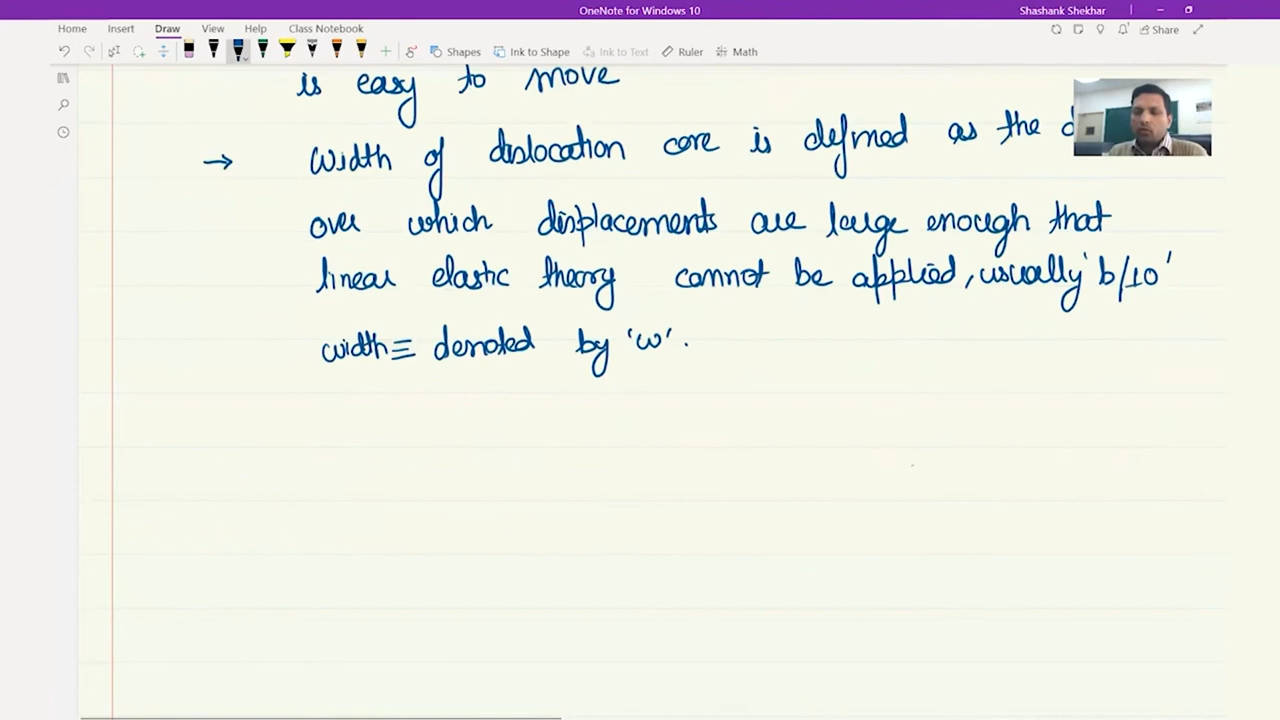 OneNote for Windows 10
Shashank Shekhar
Home Insert Draw View Help Class Notebook
Share
Shapes Ink to Shape Ink to Text Ruler Math
is easy to move
→ Width of dislocation core is defined as the d
over which displacements are large enough that
linear elastic theory cannot be applied, usually 'b/10'
width ≡ denoted by 'w'.